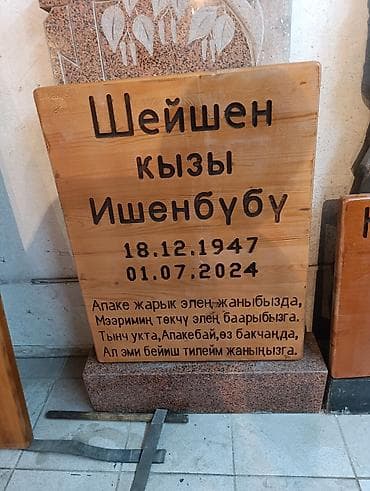 Шейшен
кызы
Ишенбүбү
18.12.1947
01.07.2024
Апаке жарык элең жаныбызда,
Мээримиң төкчү элең баарыбызга.
Тынч укта,Апакебай,өз бакчаңда,
Ал эми бейиш тилейм жаныңызга.